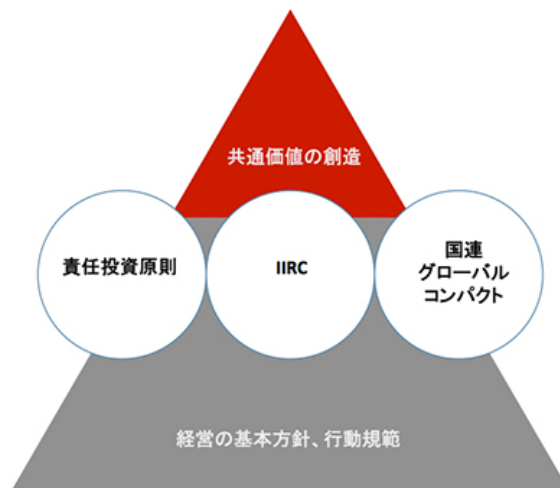 共通価値の創造
責任投資原則
IIRC
国連
グローバル
コンパクト
経営の基本方針、行動規範